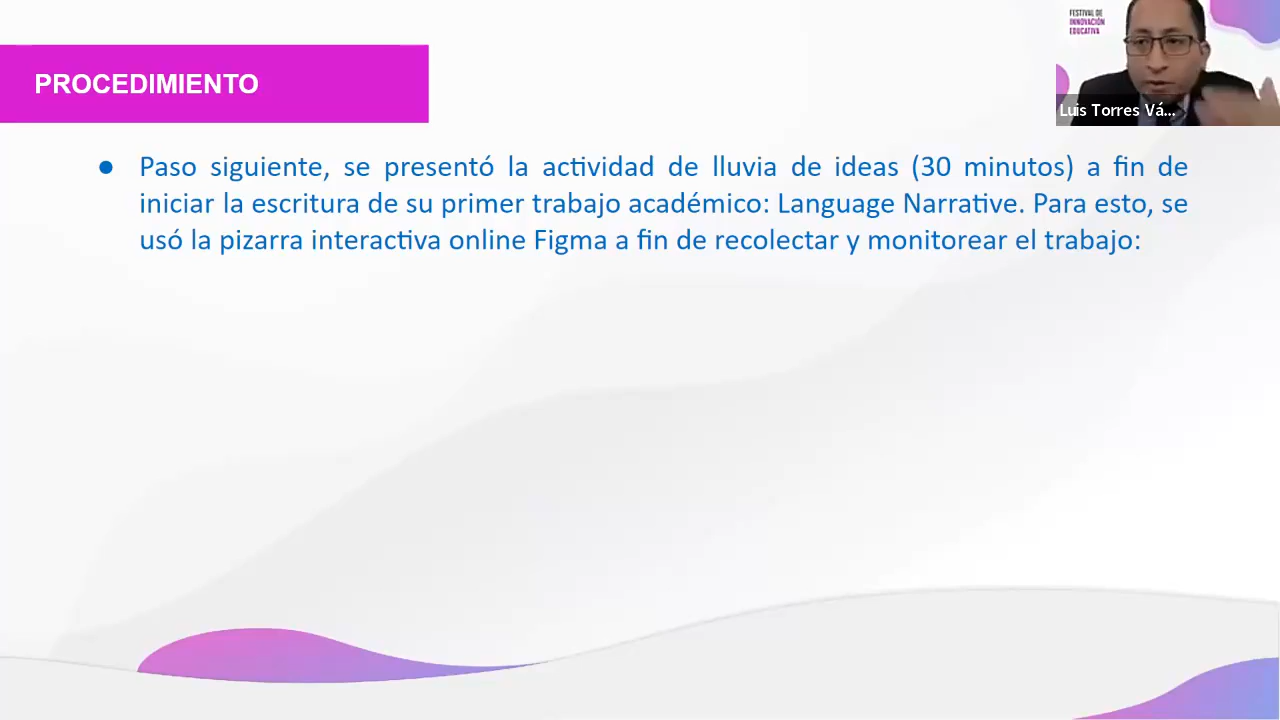 FESTIVAL DE
INNOVACIÓN
EDUCATIVA
PROCEDIMIENTO
Luis Torres Vá...
● Paso siguiente, se presentó la actividad de lluvia de ideas (30 minutos) a fin de
iniciar la escritura de su primer trabajo académico: Language Narrative. Para esto, se
usó la pizarra interactiva online Figma a fin de recolectar y monitorear el trabajo: